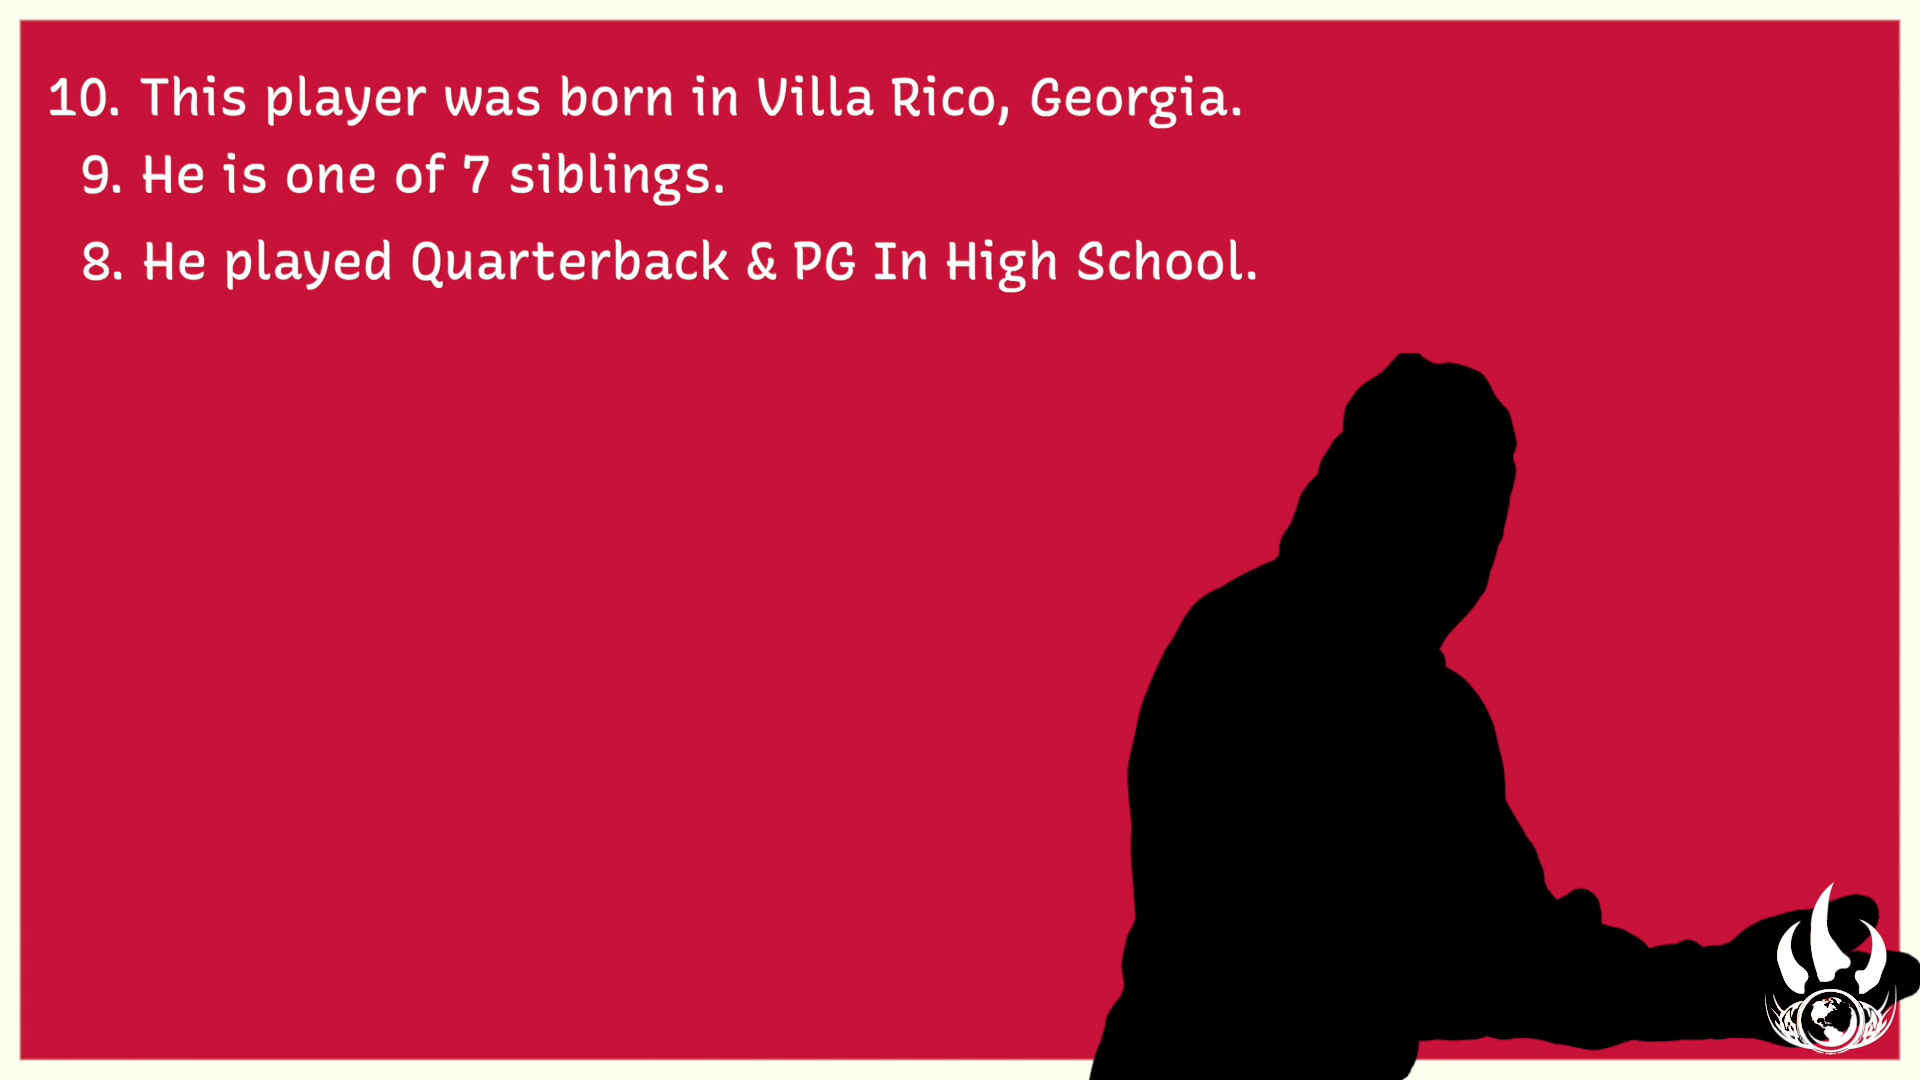 10. This player was born in Villa Rico, Georgia.
9. He is one of 7 siblings.
8. He played Quarterback & PG In High School.